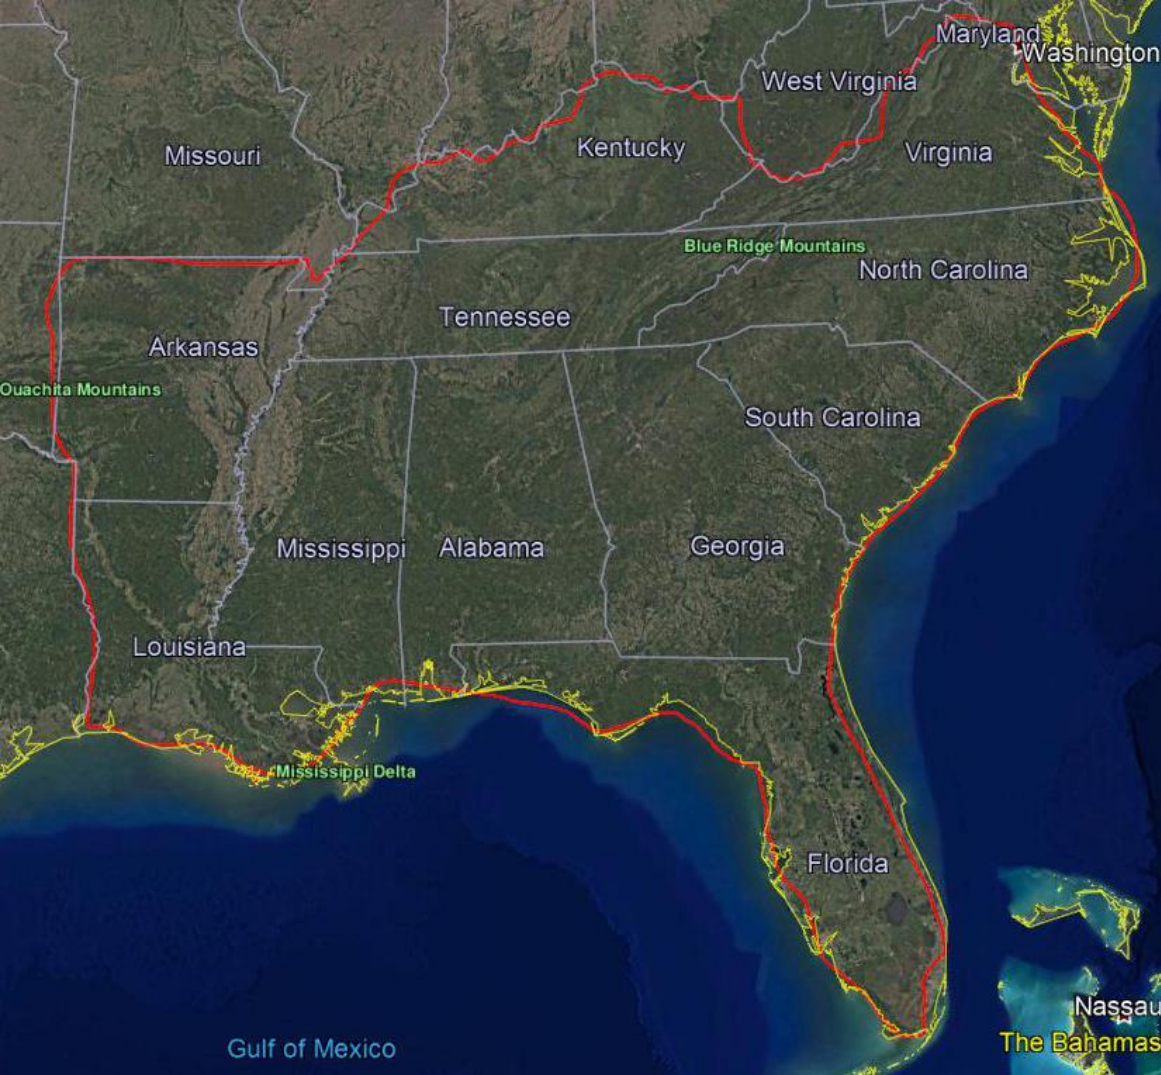 Maryland
Washington
West Virginia
Missouri
Kentucky
Virginia
Blue Ridge Mountains
North Carolina
Tennessee
Arkansas
Ouachita Mountains
South Carolina
Mississippi
Alabama
Georgia
Louisiana
Mississippi Delta
Florida
Nassau
The Bahamas
Gulf of Mexico